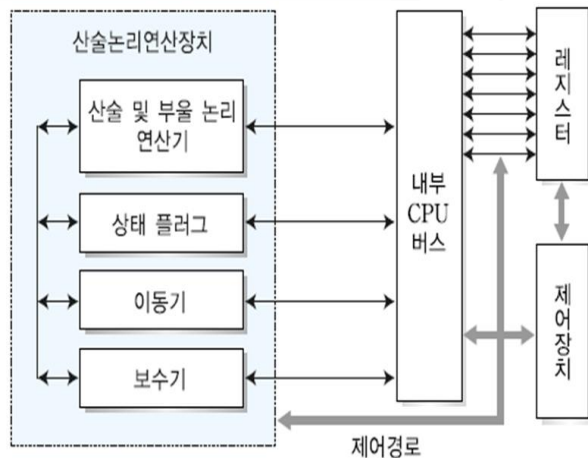 산술논리연산장치
산술 및 부울 논리
연산기
상태 플러그
이동기
보수기
내부
CPU
버스
레지스터
제어장치
제어경로